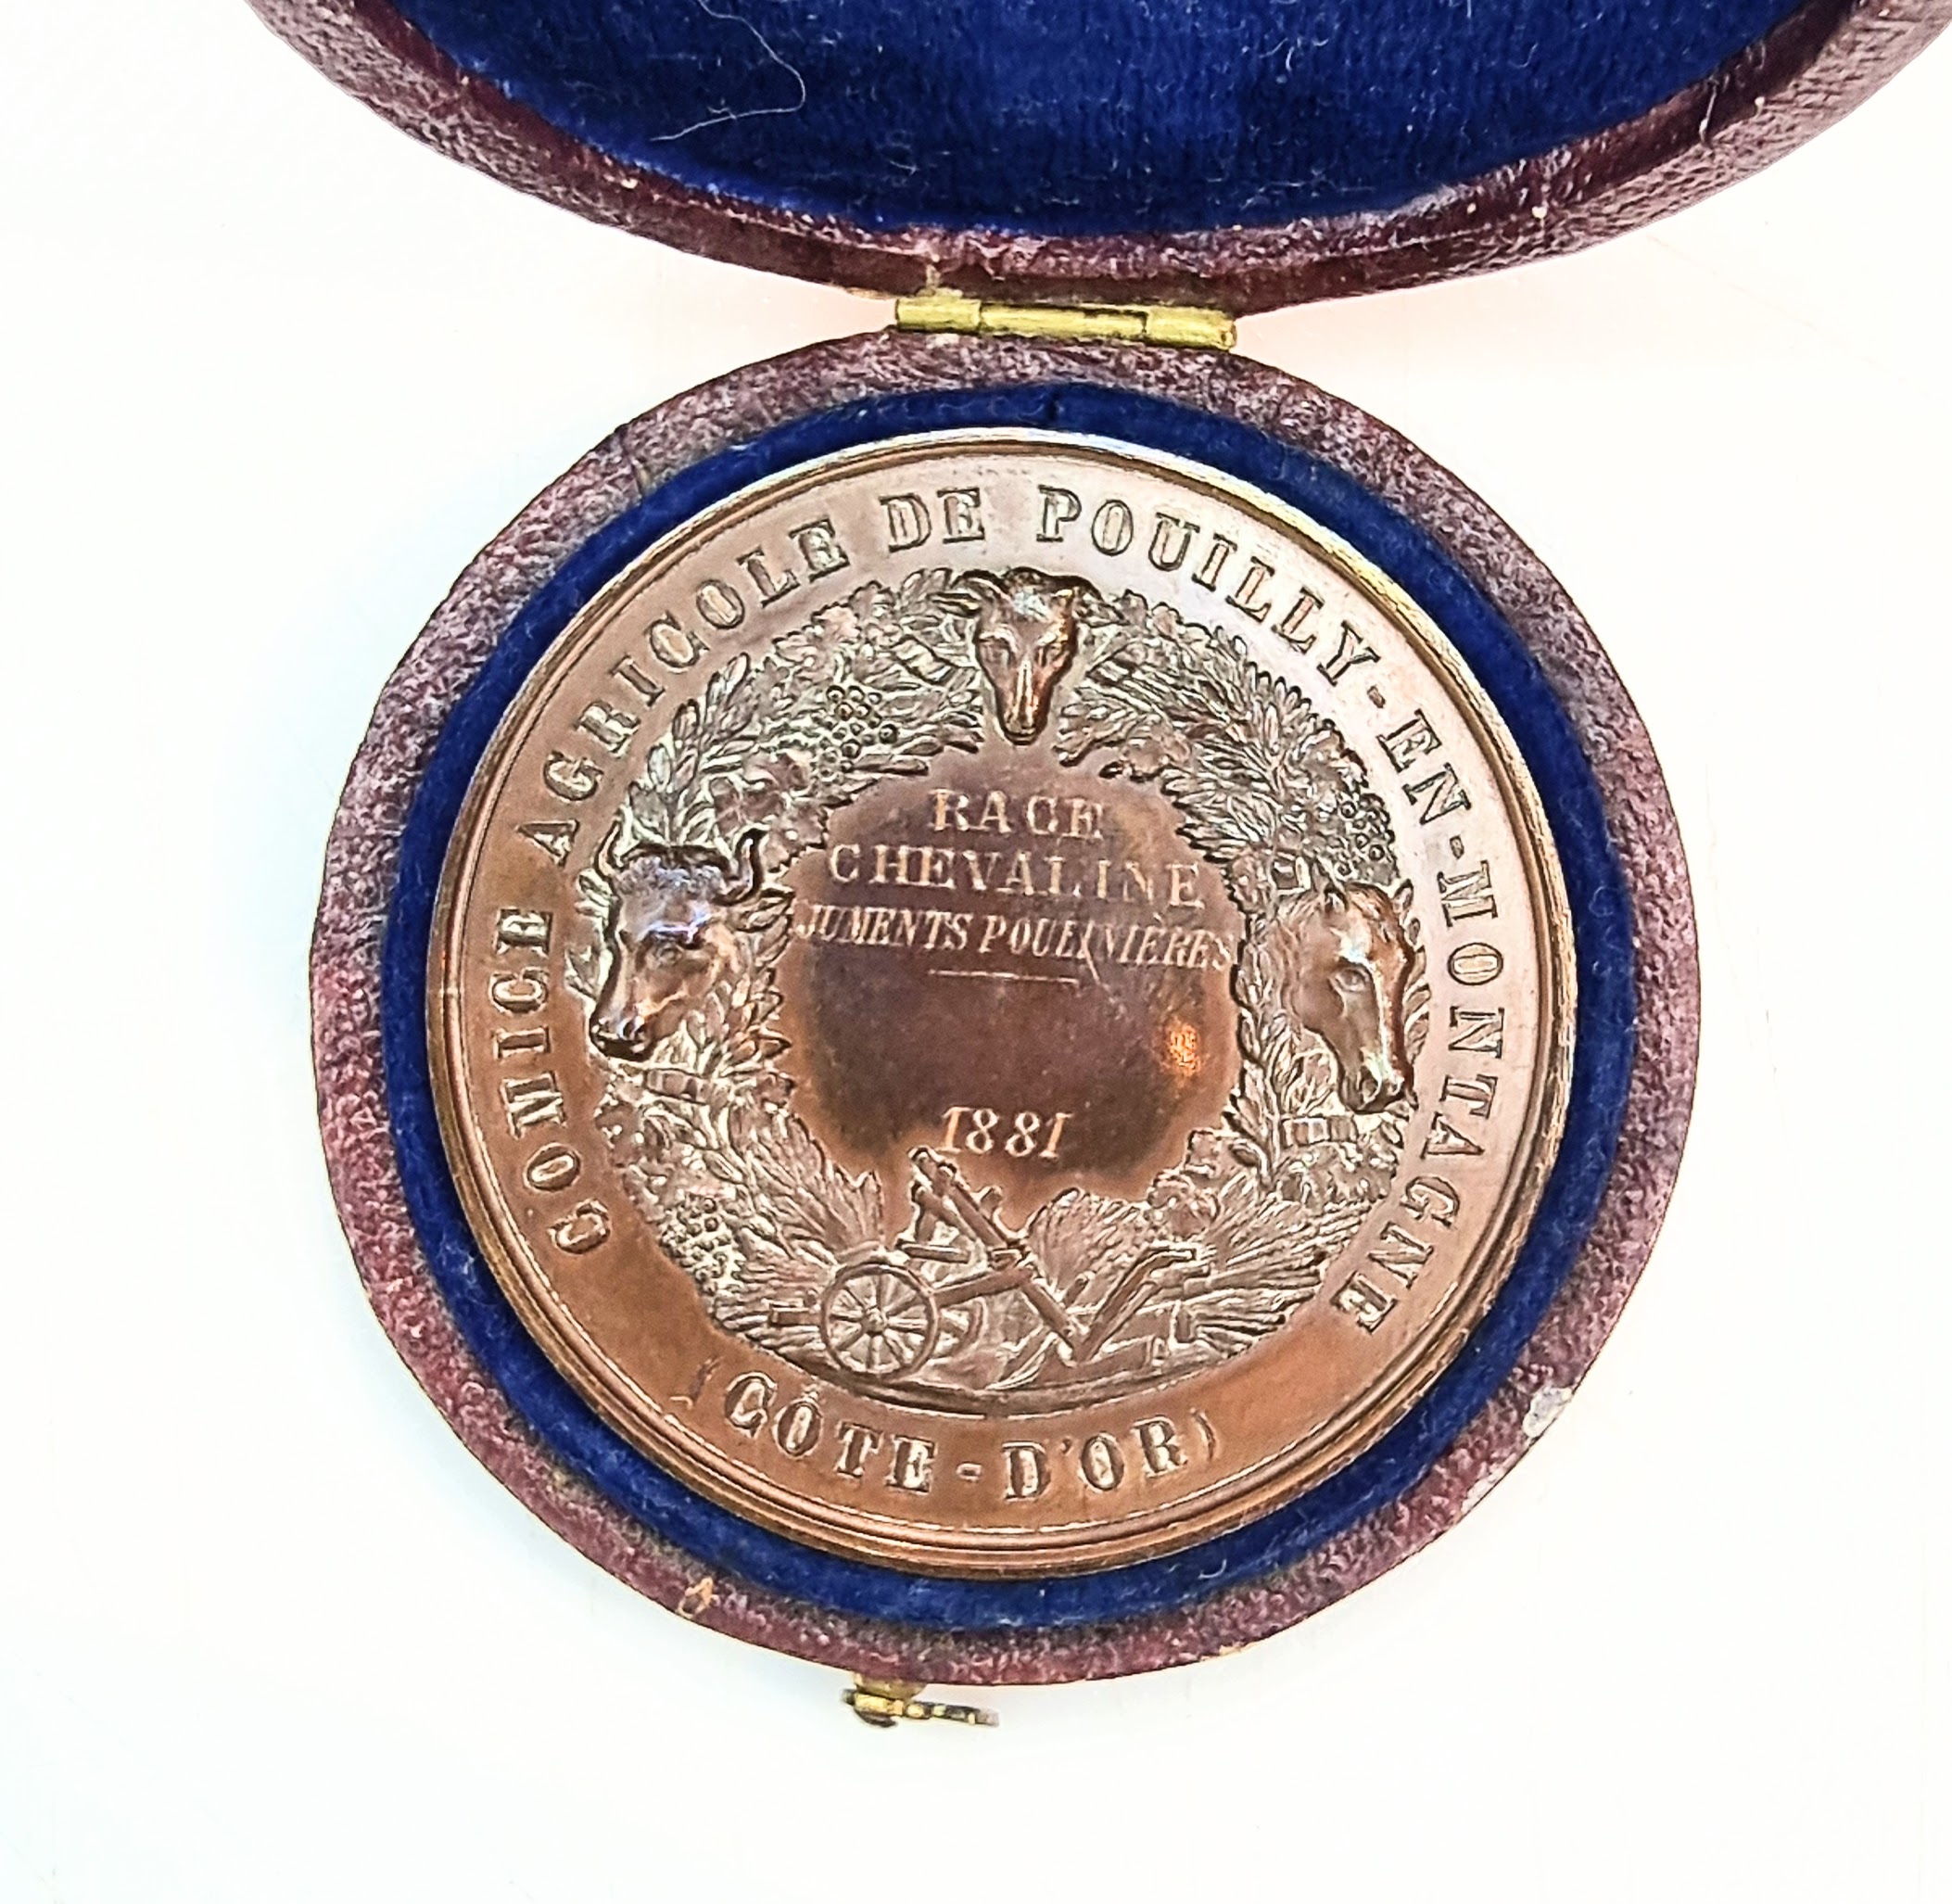 COMICE AGRICOLE DE POUILLY-EN-MONTAGNE
RACE
CHEVALINE
JUMENTS POULINIÈRES
1881
(CÔTE-D'OR)